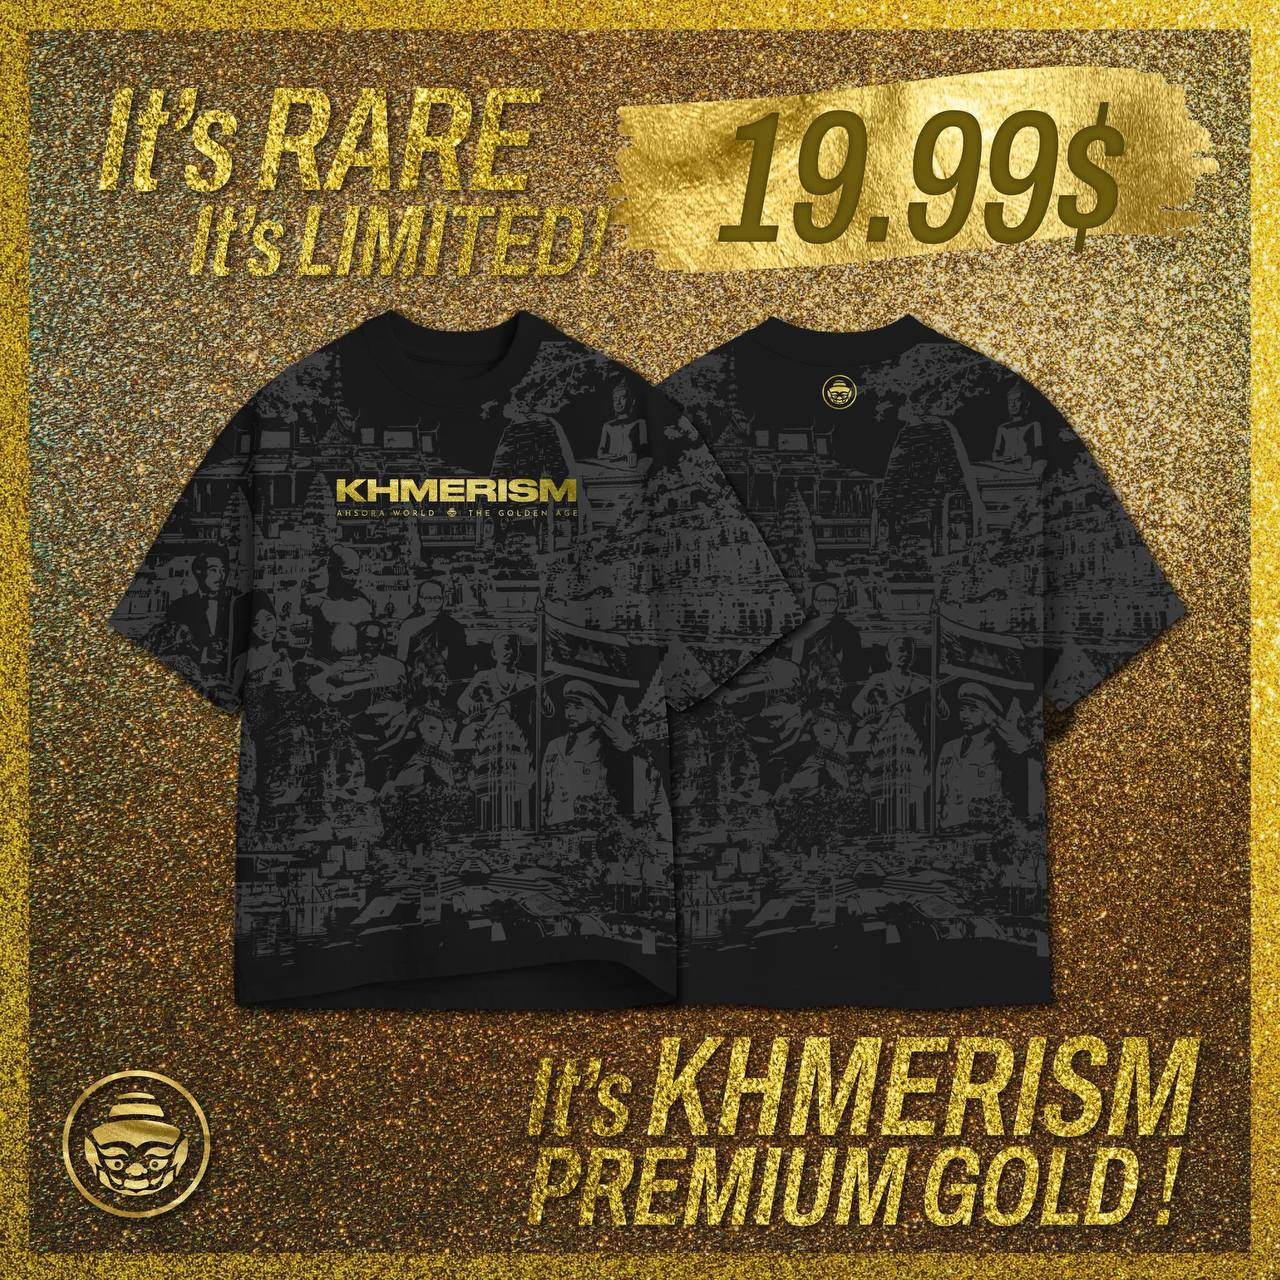 It's RARE
It's LIMITED!
19.99$
KHMERISM
AHSORA WORLD THE GOLDEN AGE
It's KHMERISM
PREMIUM GOLD !